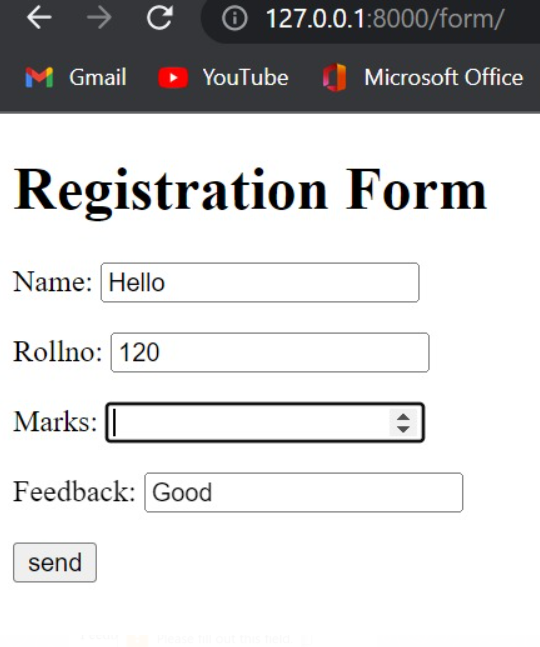 127.0.0.1:8000/form/
Gmail YouTube Microsoft Office
Registration Form
Name: Hello
Rollno: 120
Marks:
Feedback: Good
send